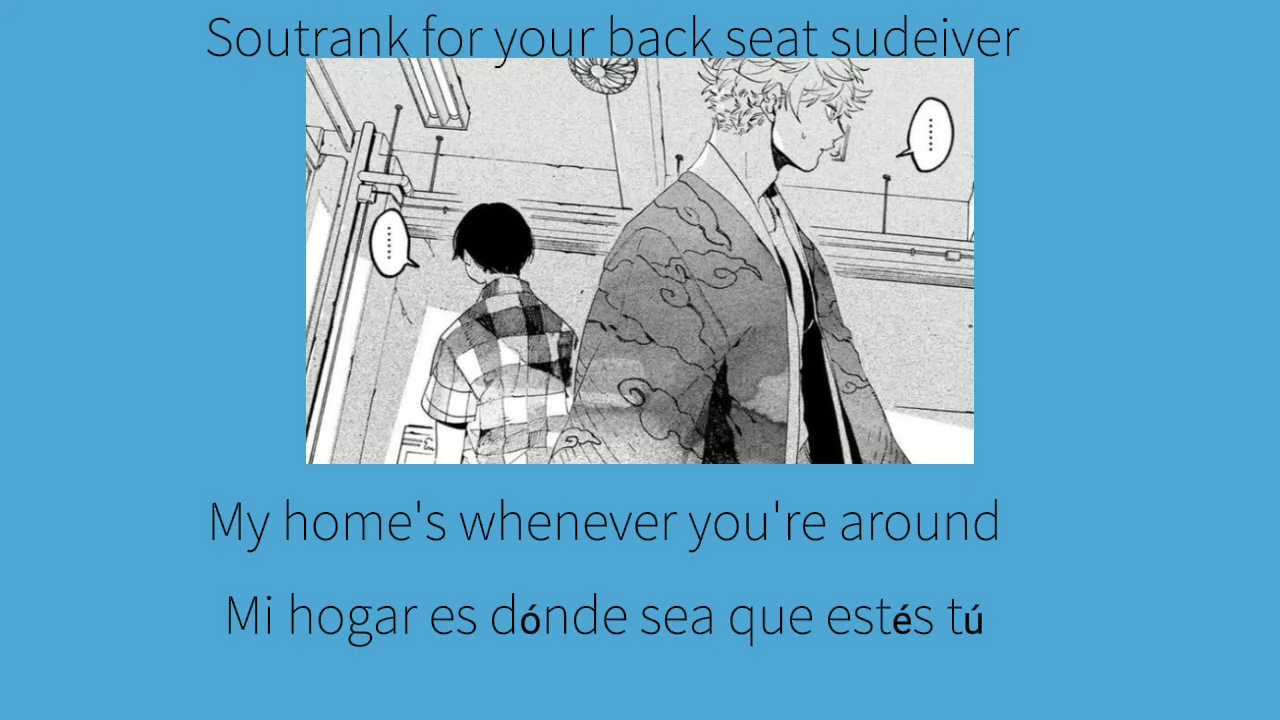 Soutrank for your back seat sudeiver
......
......
My home's whenever you're around
Mi hogar es dónde sea que estés tú